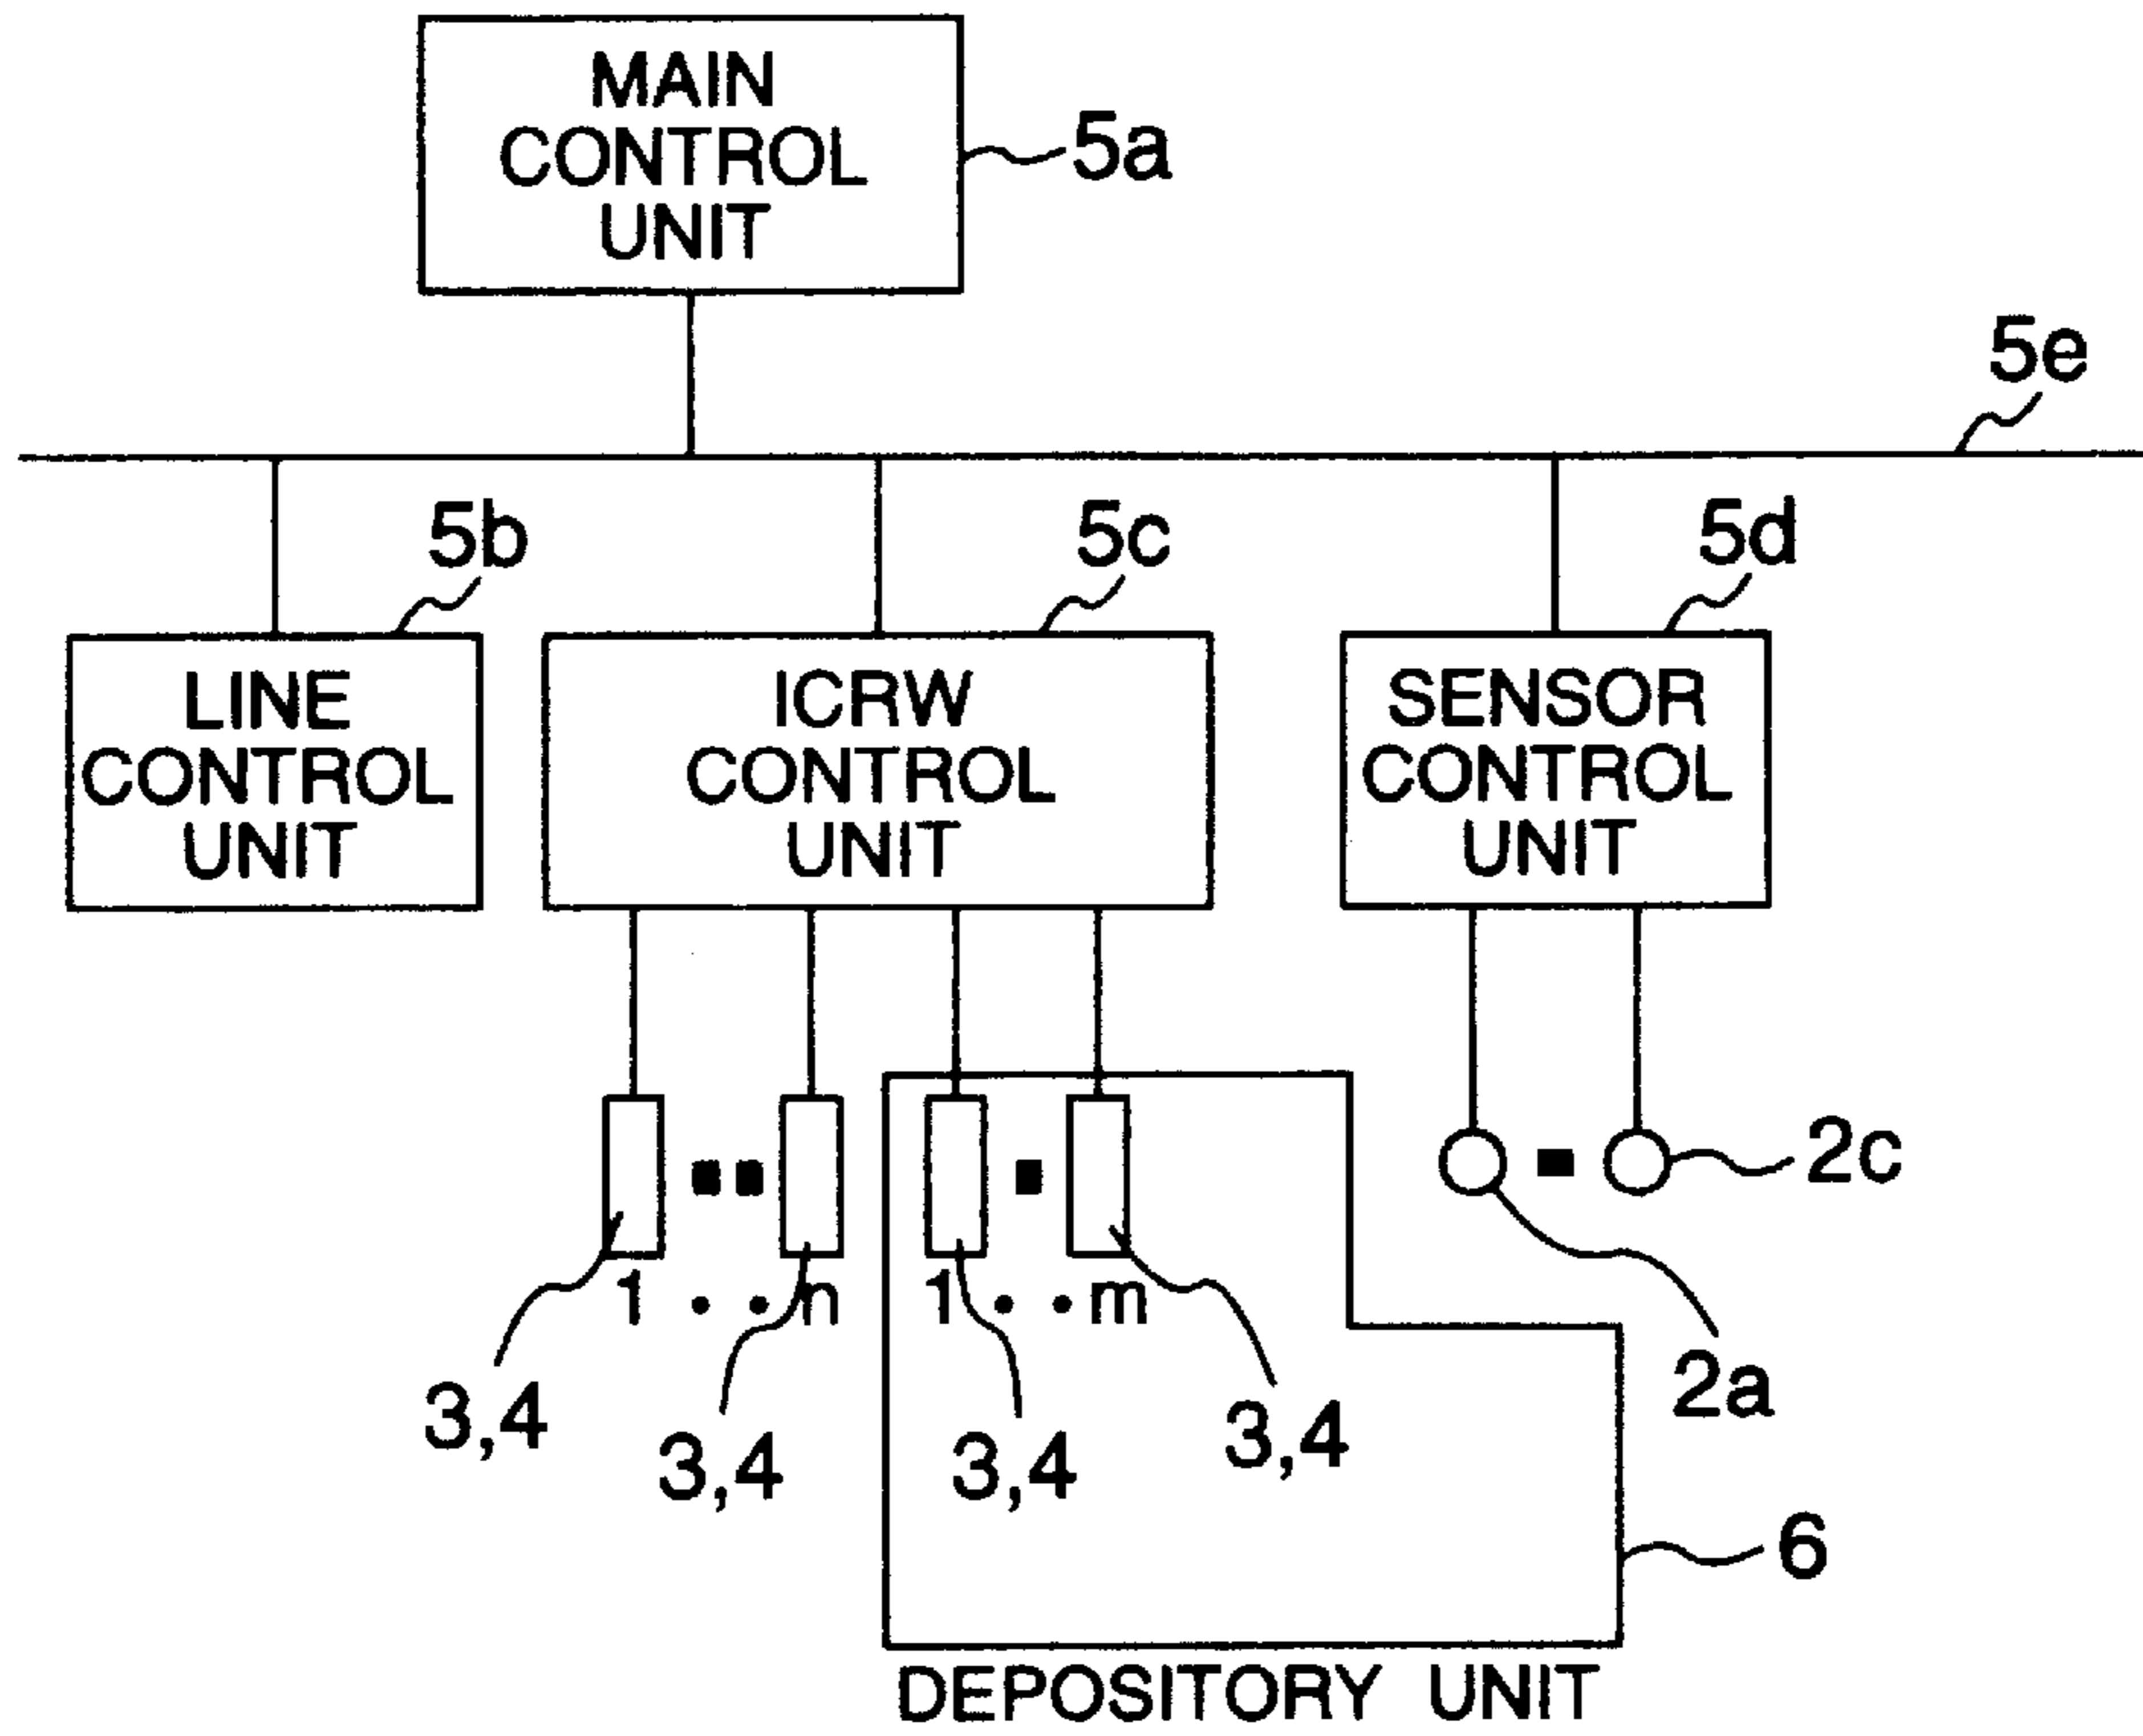 MAIN
CONTROL
UNIT
5a
5e
5b
5c
5d
LINE
CONTROL
UNIT
ICRW
CONTROL
UNIT
SENSOR
CONTROL
UNIT
2c
1 . . n
1 . . m
2a
3,4
3,4
3,4
3,4
6
DEPOSITORY UNIT